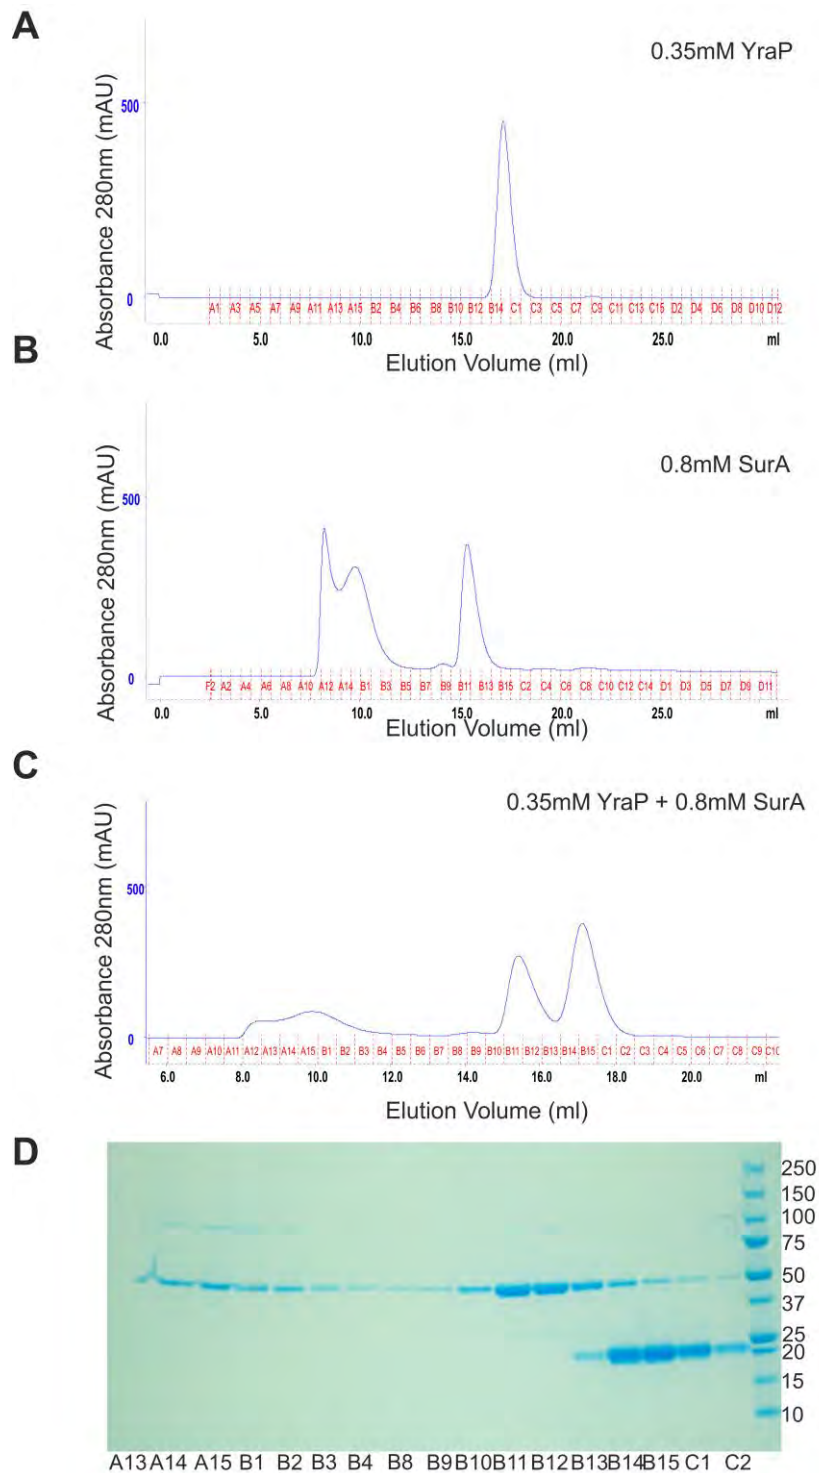 A
0.35mM YraP
Absorbance 280nm (mAU)
500
0
A1 A3 A5 A7 A9 A11 A13 A15 B2 B4 B6 B8 B10 B12 B14 C1 C3 C5 C7 C9 C11 C13 C15 D2 D4 D6 D8 D10 D12
0.0 5.0 10.0 15.0 20.0 25.0 ml
Elution Volume (ml)
B
0.8mM SurA
Absorbance 280nm (mAU)
500
0
F2 A2 A4 A6 A8 A10 A12 A14 B1 B3 B5 B7 B9 B11 B13 B15 C2 C4 C6 C8 C10 C12 C14 D1 D3 D5 D7 D9 D11
0.0 5.0 10.0 15.0 20.0 25.0 ml
Elution Volume (ml)
C
0.35mM YraP + 0.8mM SurA
Absorbance 280nm (mAU)
500
0
A7 A8 A9 A10 A11 A12 A13 A14 A15 B1 B2 B3 B4 B5 B6 B7 B8 B9 B10 B11 B12 B13 B14 B15 C1 C2 C3 C4 C5 C6 C7 C8 C9
6.0 8.0 10.0 12.0 14.0 16.0 18.0 20.0 ml
Elution Volume (ml)
D
250
150
100
75
50
37
25
20
15
10
A13 A14 A15 B1 B2 B3 B4 B8 B9 B10 B11 B12 B13 B14 B15 C1 C2